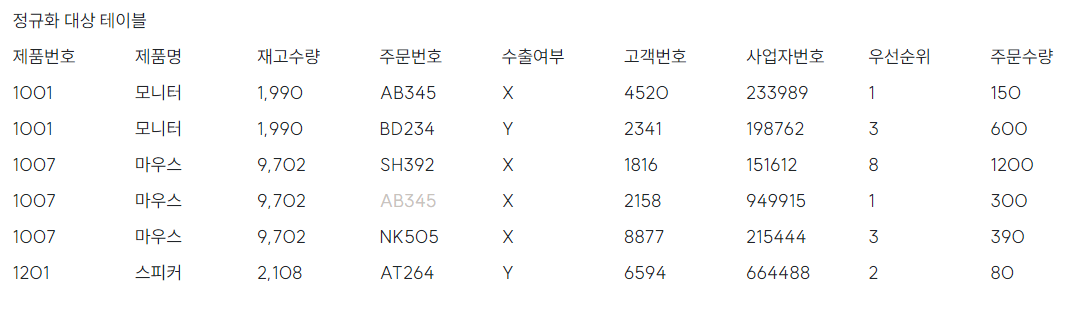 정규화 대상 테이블
제품번호 제품명 재고수량 주문번호 수출여부 고객번호 사업자번호 우선순위 주문수량
1001 모니터 1,990 AB345 X 4520 233989 1 150
1001 모니터 1,990 BD234 Y 2341 198762 3 600
1007 마우스 9,702 SH392 X 1816 151612 8 1200
1007 마우스 9,702 AB345 X 2158 949915 1 300
1007 마우스 9,702 NK505 X 8877 215444 3 390
1201 스피커 2,108 AT264 Y 6594 664488 2 80